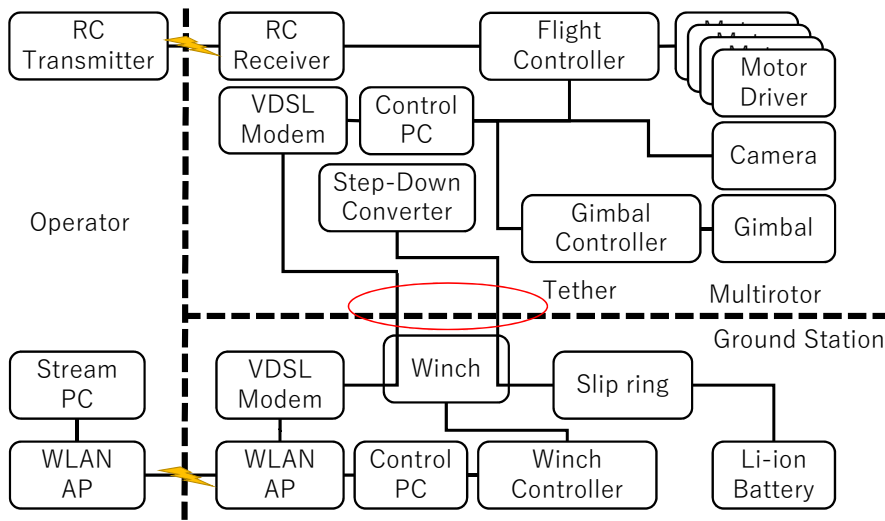 RC
Transmitter
RC
Receiver
Flight
Controller
Motor
Driver
VDSL
Modem
Control
PC
Camera
Step-Down
Converter
Operator
Gimbal
Controller
Gimbal
Tether
Multirotor
Ground Station
Stream
PC
VDSL
Modem
Winch
Slip ring
WLAN
AP
WLAN
AP
Control
PC
Winch
Controller
Li-ion
Battery